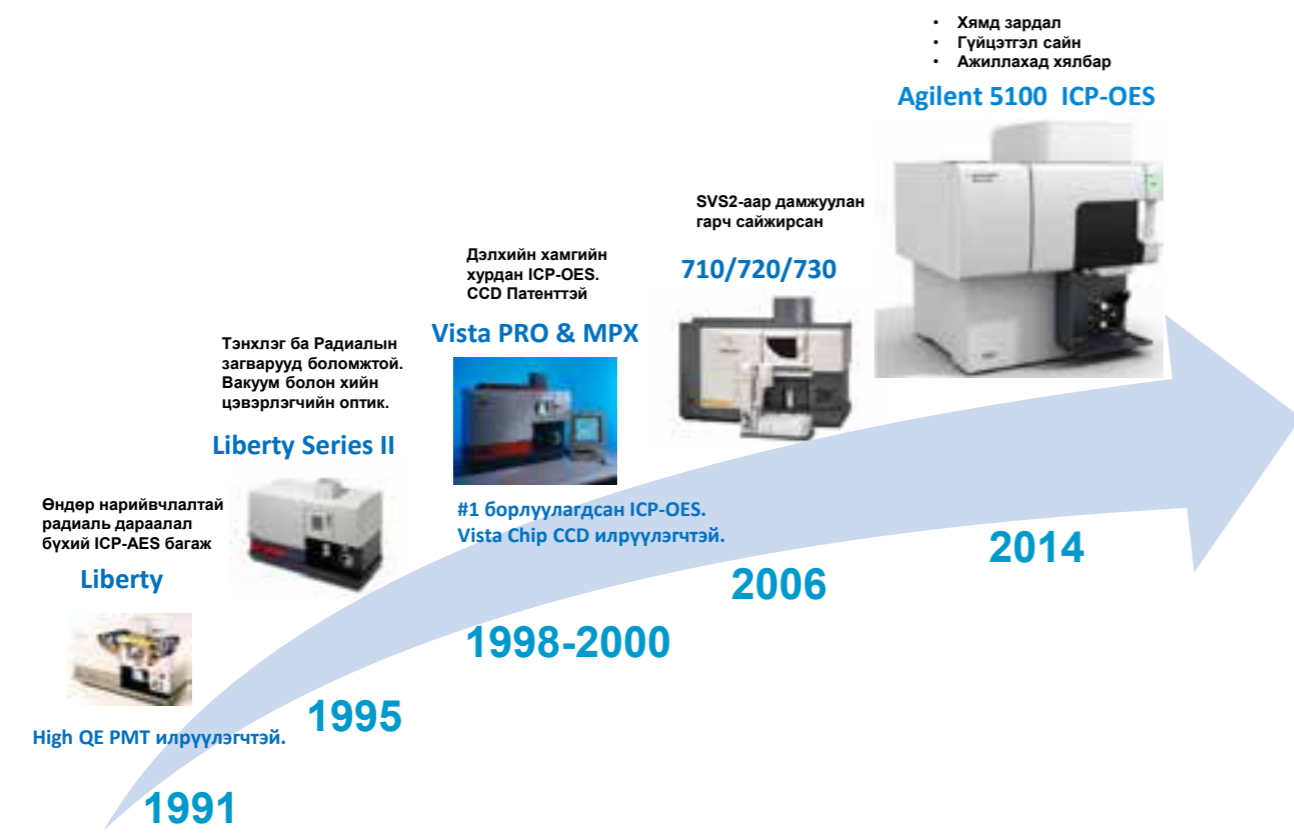 • Хямд зардал
• Гүйцэтгэл сайн
• Ажиллахад хялбар
Agilent 5100 ICP-OES
SVS2-аар дамжуулан
гарч сайжирсан
710/720/730
Дэлхийн хамгийн
хурдан ICP-OES.
CCD Патенттэй
Vista PRO & MPX
#1 борлуулагдсан ICP-OES.
Vista Chip CCD илрүүлэгчтэй.
Тэнхлэг ба Радиалын
загварууд боломжтой.
Вакуум болон хийн
цэвэрлэгчийн оптик.
Liberty Series II
Өндөр нарийвчлалтай
радиаль дараалал
бүхий ICP-AES багаж
Liberty
High QE PMT илрүүлэгчтэй.
1991
1995
1998-2000
2006
2014